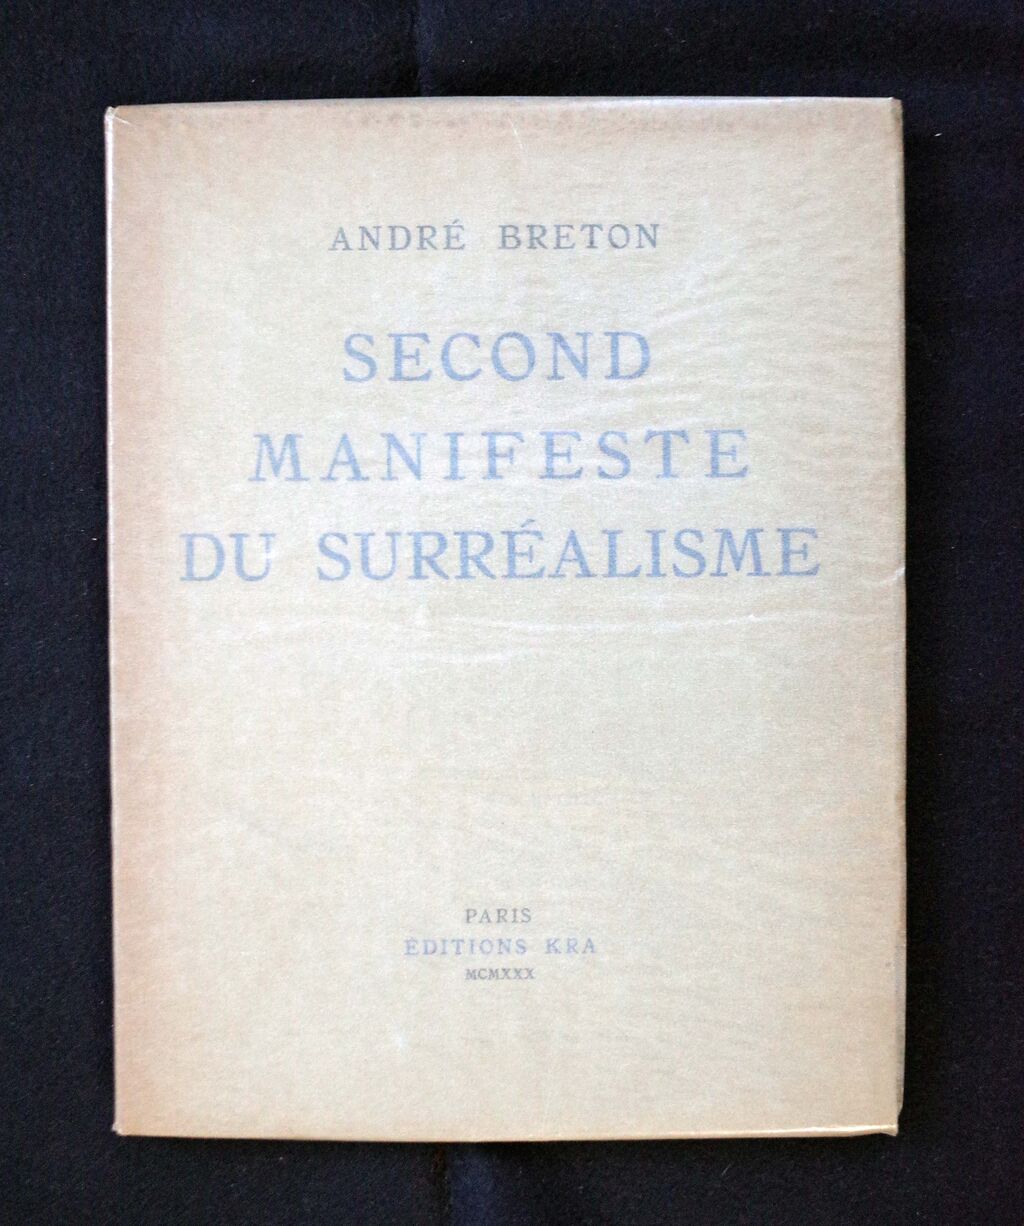 ANDRÉ BRETON
SECOND
MANIFESTE
DU SURRÉALISME
PARIS
ÉDITIONS KRA
MCMXXX